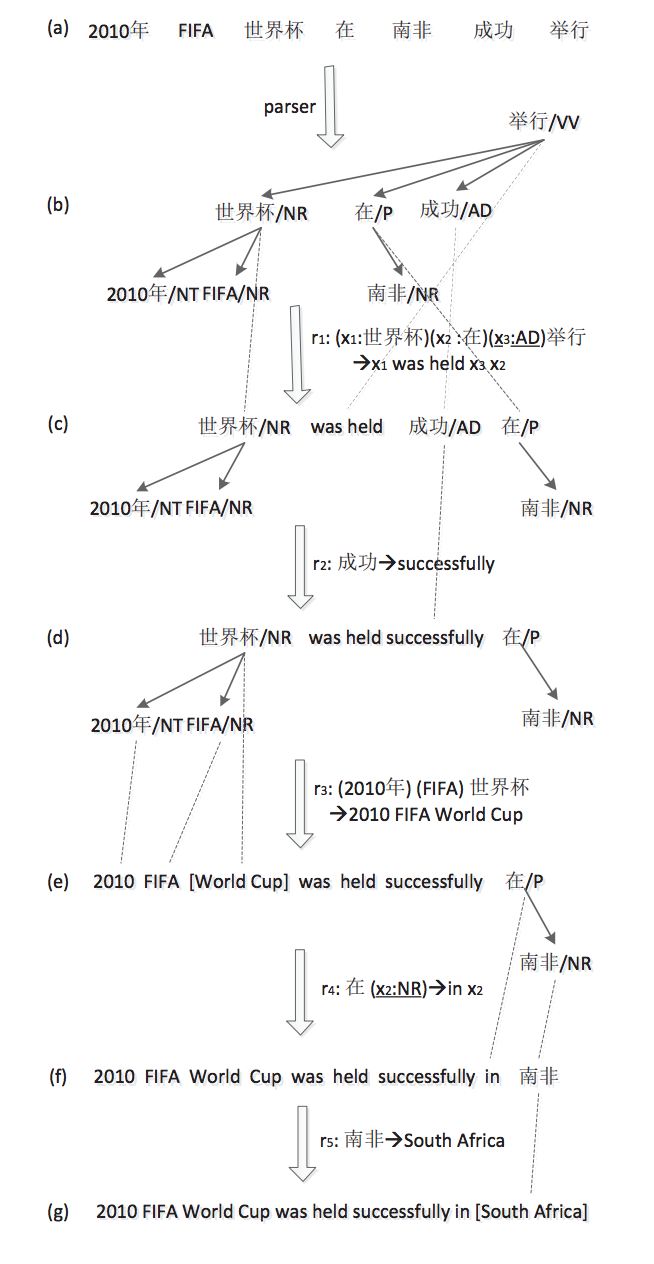 (a) 2010年 FIFA 世界杯 在 南非 成功 举行
parser
举行/VV
(b) 世界杯/NR 在/P 成功/AD
2010年/NT FIFA/NR 南非/NR
r1: (x1:世界杯)(x2:在)(x3:AD)举行
➔x1 was held x3 x2
(c) 世界杯/NR was held 成功/AD 在/P
2010年/NT FIFA/NR 南非/NR
r2: 成功➔successfully
(d) 世界杯/NR was held successfully 在/P
2010年/NT FIFA/NR 南非/NR
r3: (2010年) (FIFA) 世界杯
➔2010 FIFA World Cup
(e) 2010 FIFA [World Cup] was held successfully 在/P
南非/NR
r4: 在 (x2:NR)➔in x2
(f) 2010 FIFA World Cup was held successfully in 南非
r5: 南非➔South Africa
(g) 2010 FIFA World Cup was held successfully in [South Africa]